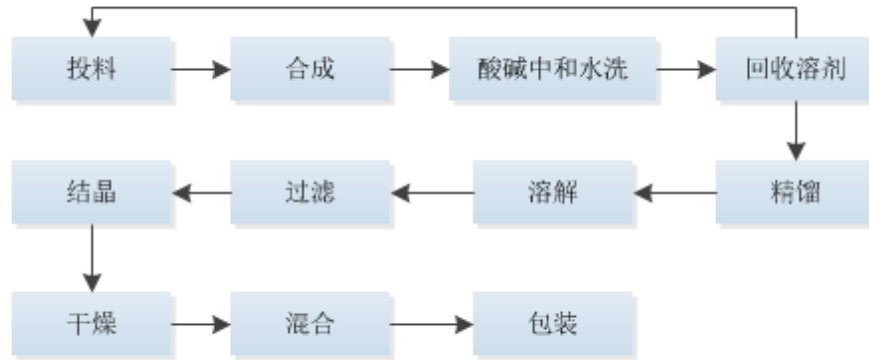 投料
合成
酸碱中和水洗
回收溶剂
结晶
过滤
溶解
精馏
干燥
混合
包装